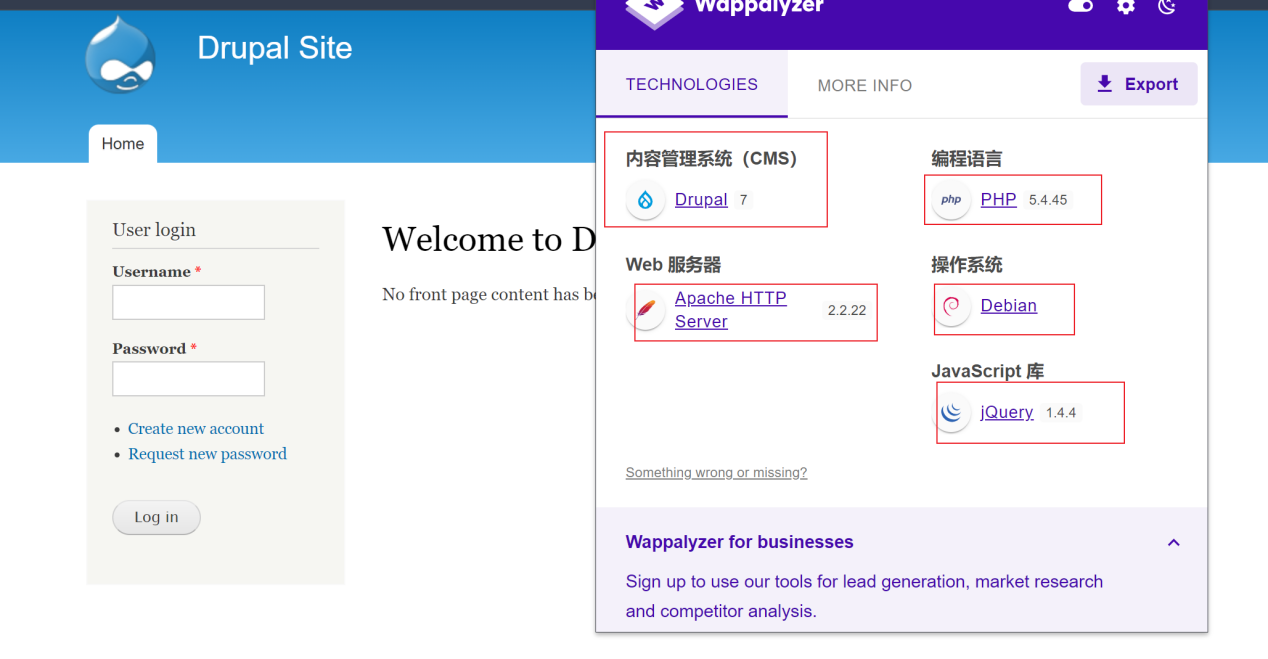 Drupal Site
Home
User login
Username *
Password *
Create new account
Request new password
Log in
Welcome to D
No front page content has be
Wappalyzer
TECHNOLOGIES
MORE INFO
Export
内容管理系统（CMS）
Drupal 7
Web 服务器
Apache HTTP
Server
2.2.22
编程语言
php PHP 5.4.45
操作系统
Debian
JavaScript 库
jQuery 1.4.4
Something wrong or missing?
Wappalyzer for businesses
Sign up to use our tools for lead generation, market research
and competitor analysis.